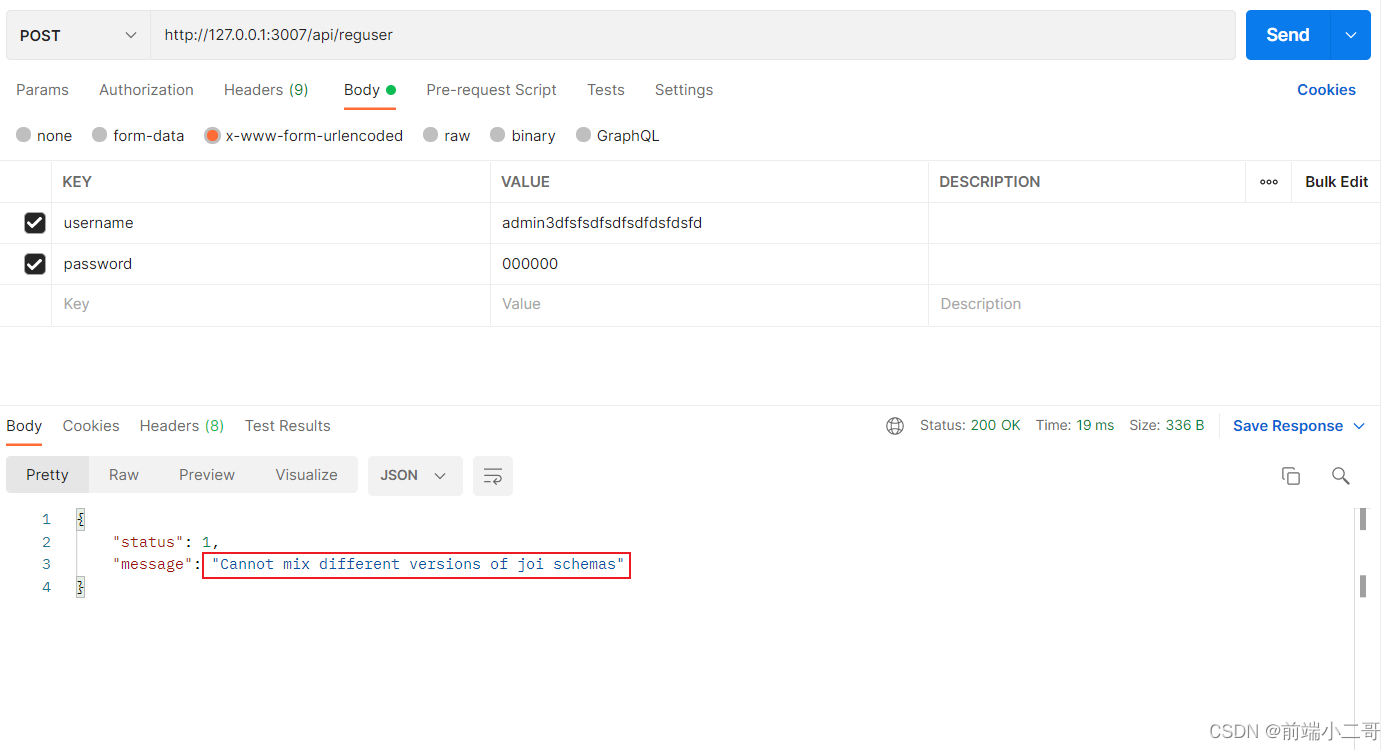 POST http://127.0.0.1:3007/api/reguser Send
Params Authorization Headers (9) Body Pre-request Script Tests Settings Cookies
none form-data x-www-form-urlencoded raw binary GraphQL
KEY VALUE DESCRIPTION ooo Bulk Edit
username admin3dfsfsdfsdfsdfdsfdsfd
password 000000
Key Value Description
Body Cookies Headers (8) Test Results Status: 200 OK Time: 19 ms Size: 336 B Save Response
Pretty Raw Preview Visualize JSON
1 {
2 "status": 1,
3 "message": "Cannot mix different versions of joi schemas"
4 }
CSDN @前端小二哥